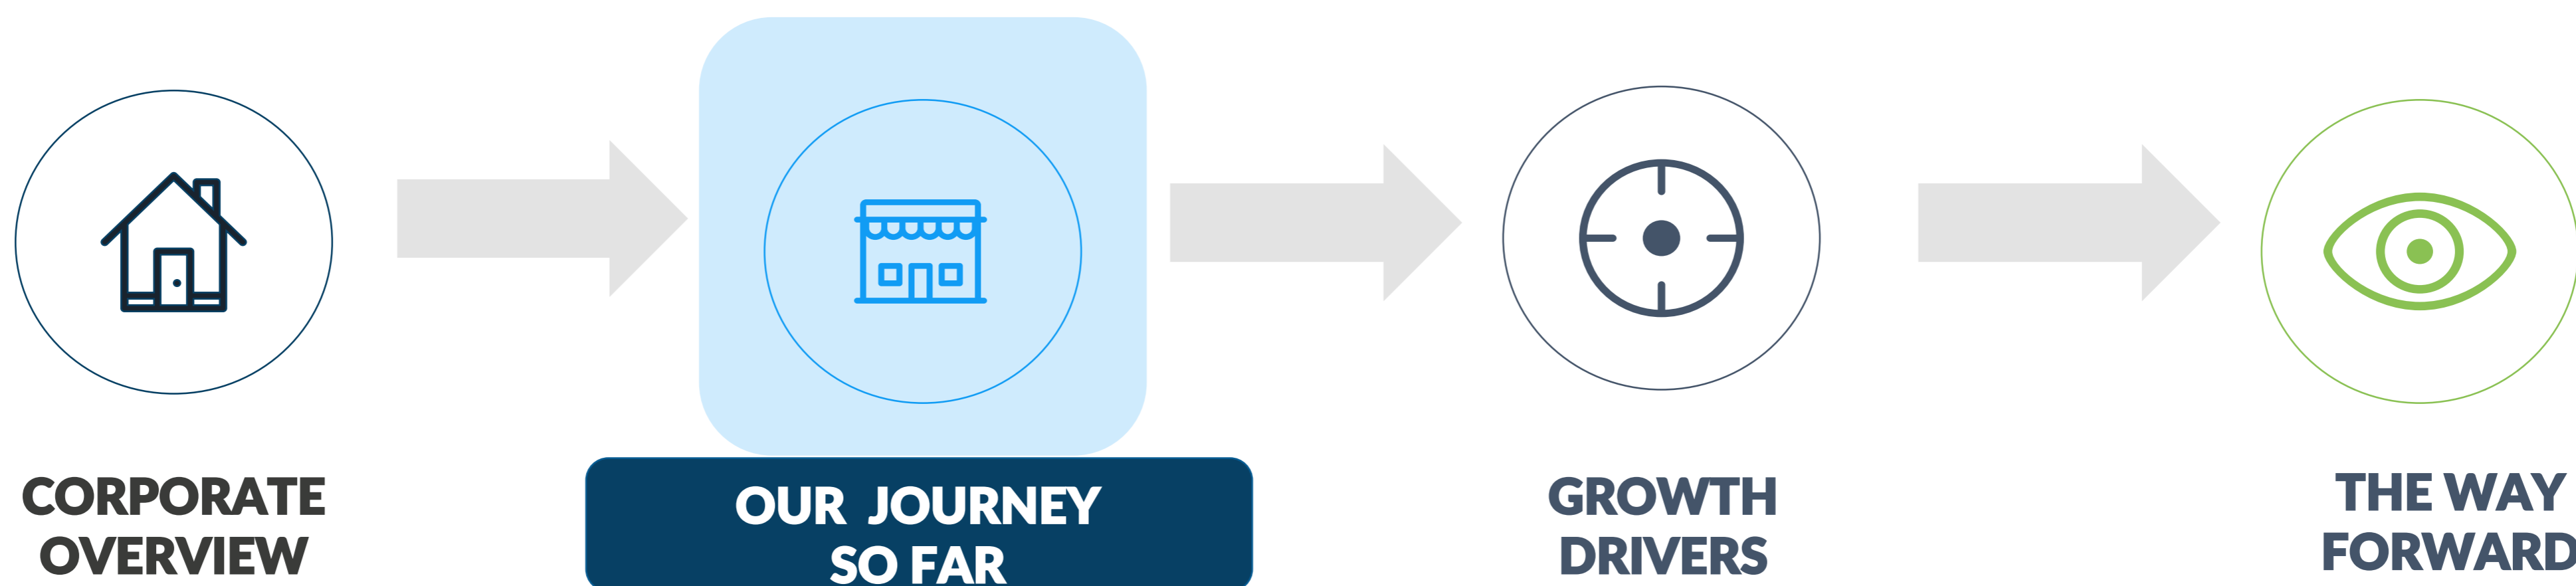 CORPORATE
OVERVIEW
OUR JOURNEY
SO FAR
GROWTH
DRIVERS
THE WAY
FORWARD